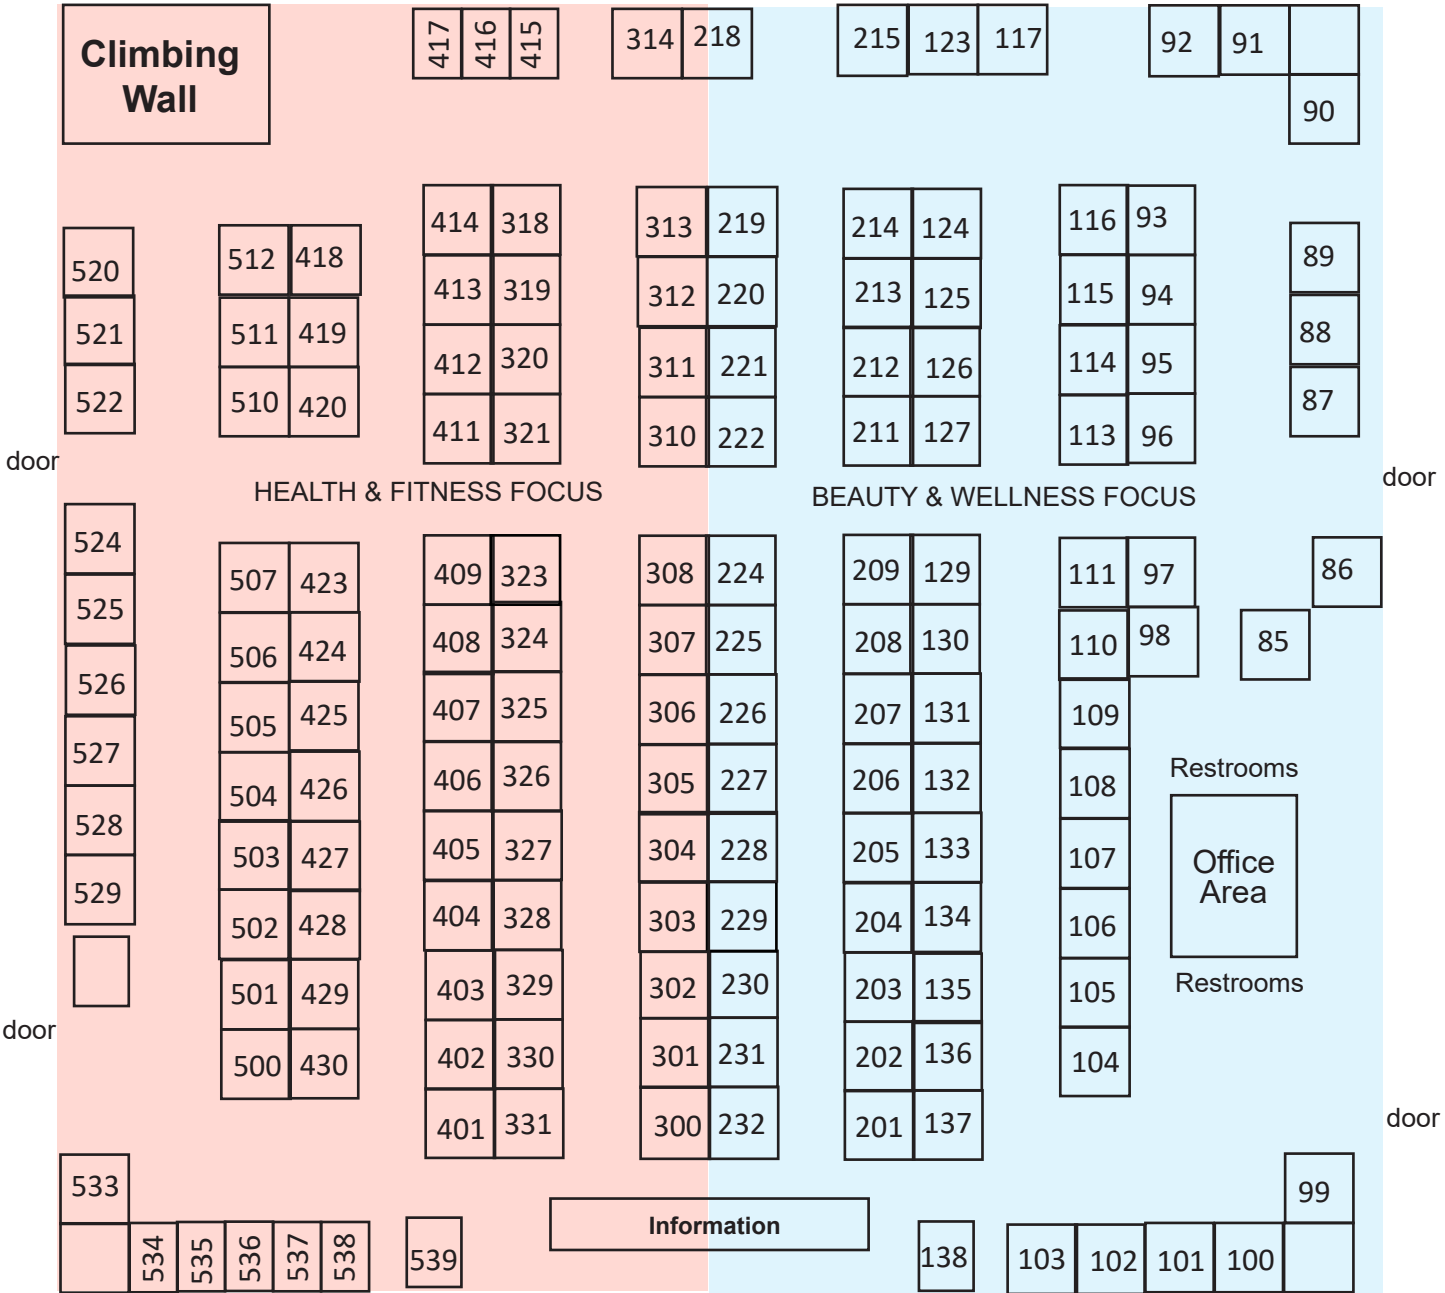 Climbing
Wall
417 416 415 314 218 215 123 117 92 91
90
414 318 313 219 214 124 116 93
520 512 418 413 319 312 220 213 125 115 94 89
521 511 419 412 320 311 221 212 126 114 95 88
522 510 420 411 321 310 222 211 127 113 96 87
door
door
HEALTH & FITNESS FOCUS
BEAUTY & WELLNESS FOCUS
524 507 423 409 323 308 224 209 129 111 97 86
525 506 424 408 324 307 225 208 130 110 98 85
526 505 425 407 325 306 226 207 131 109
527 504 426 406 326 305 227 206 132 108
528 503 427 405 327 304 228 205 133 107
529 502 428 404 328 303 229 204 134 106
501 429 403 329 302 230 203 135 105
500 430 402 330 301 231 202 136 104
401 331 300 232 201 137
Restrooms
Office
Area
Restrooms
door
door
533 99
534 535 536 537 538 539
Information
138 103 102 101 100